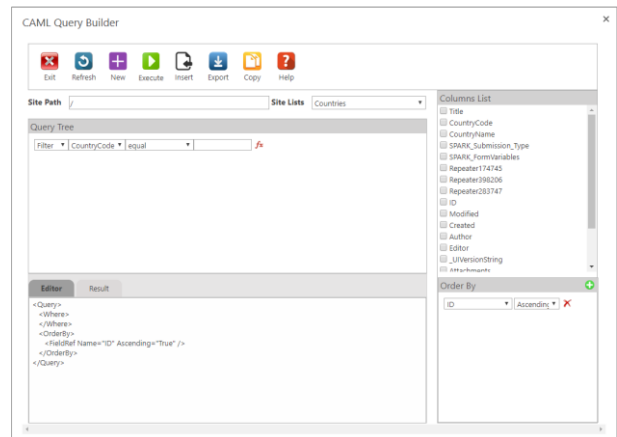 CAML Query Builder
Exit Refresh New Execute Insert Export Copy Help
Site Path / Site Lists Countries
Columns List
Title
CountryCode
CountryName
SPARK_Submission_Type
SPARK_FormVariables
Repeater174745
Repeater398206
Repeater283747
ID
Modified
Created
Author
Editor
_UIVersionString
Attachments
Query Tree
Filter CountryCode equal fx
Editor Result
<Query>
<Where>
</Where>
<OrderBy>
<FieldRef Name="ID" Ascending="True" />
</OrderBy>
</Query>
Order By
ID Ascending